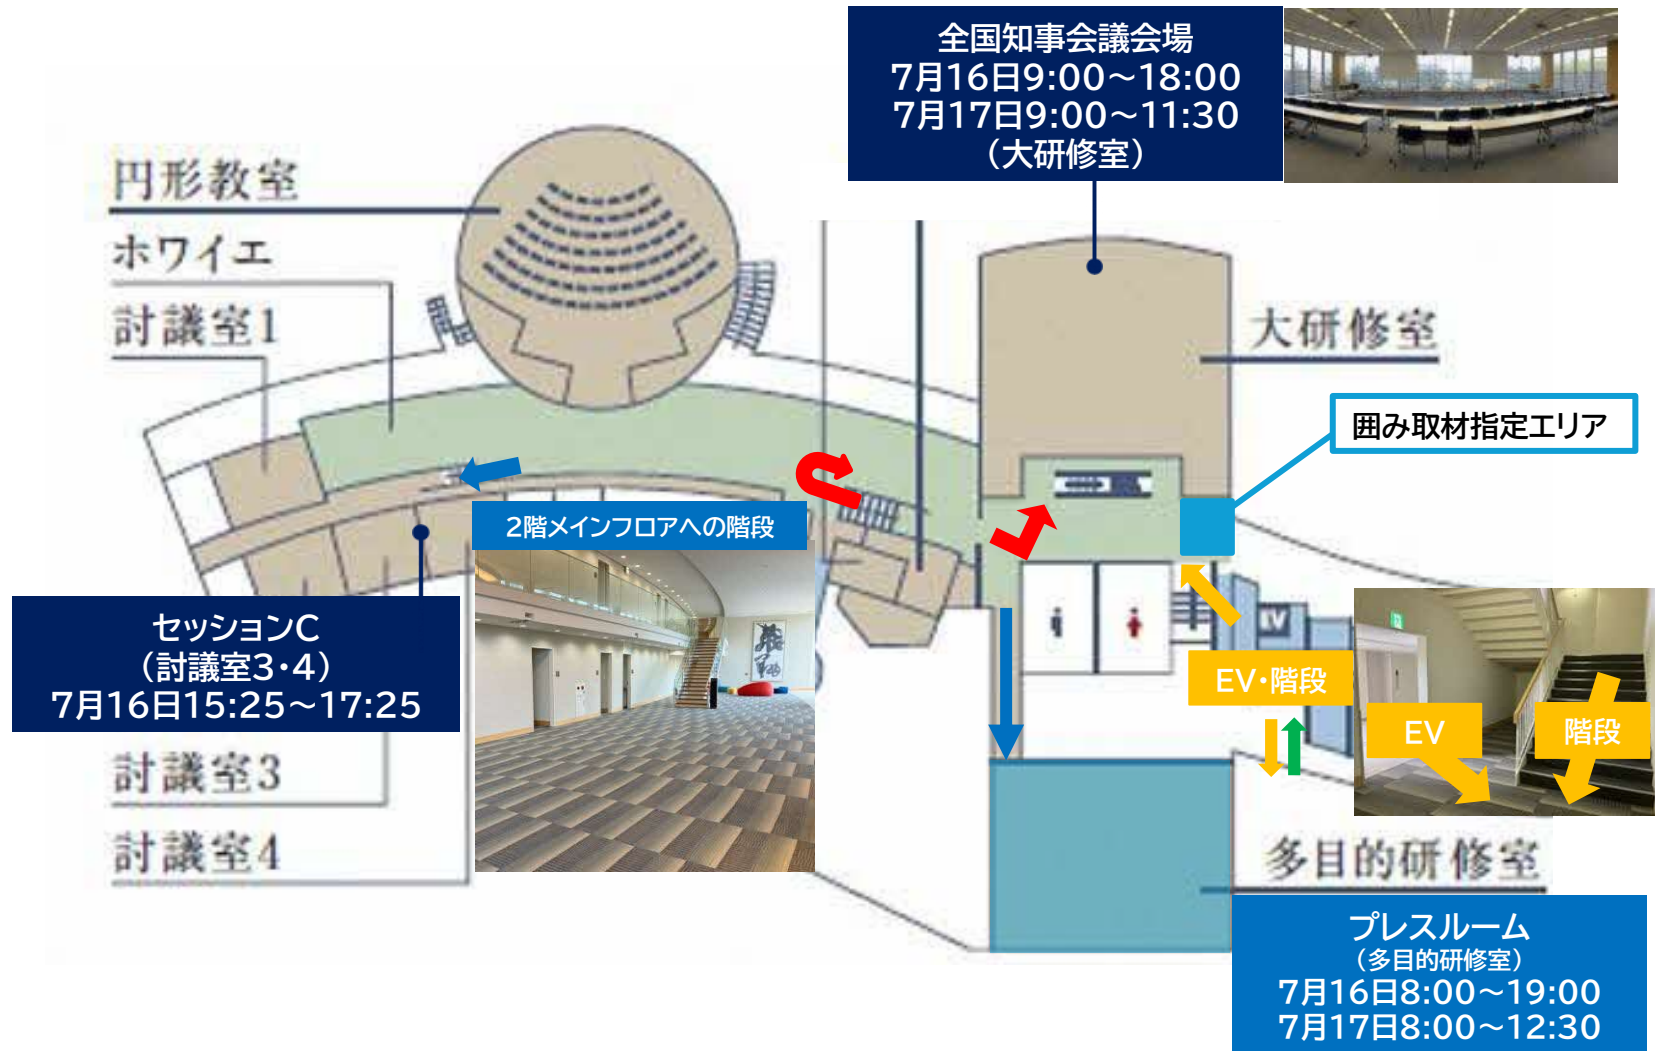 全国知事会議会場
7月16日9:00～18:00
7月17日9:00～11:30
（大研修室）
円形教室
ホワイエ
討議室1
大研修室
囲み取材指定エリア
2階メインフロアへの階段
セッションC
（討議室3・4）
7月16日15:25～17:25
討議室3
討議室4
EV
EV・階段
EV
階段
多目的研修室
プレスルーム
（多目的研修室）
7月16日8:00～19:00
7月17日8:00～12:30